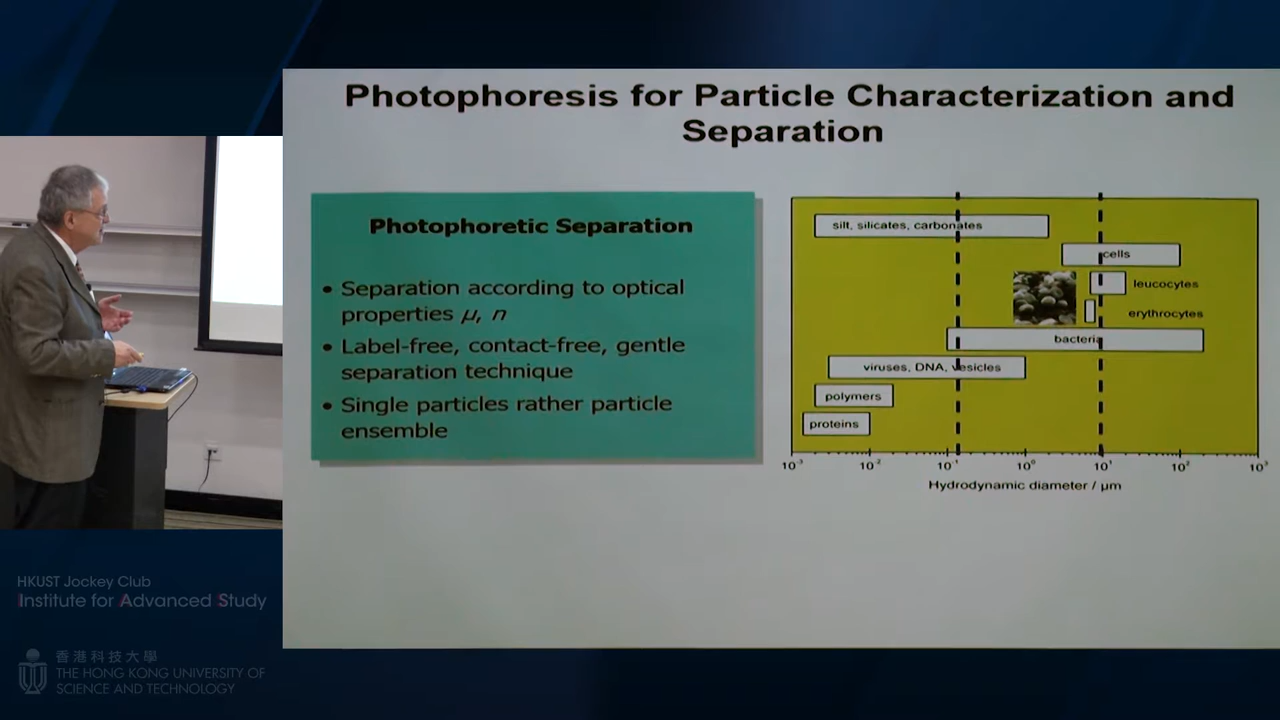 Photophoresis for Particle Characterization and
Separation
Photophoretic Separation
• Separation according to optical
properties μ, n
• Label-free, contact-free, gentle
separation technique
• Single particles rather particle
ensemble
silt, silicates, carbonates
cells
leucocytes
erythrocytes
bacteria
viruses, DNA, vesicles
polymers
proteins
10⁻³ 10⁻² 10⁻¹ 10⁰ 10¹ 10² 10³
Hydrodynamic diameter / μm
HKUST Jockey Club
Institute for Advanced Study
香港科技大學
THE HONG KONG UNIVERSITY OF
SCIENCE AND TECHNOLOGY